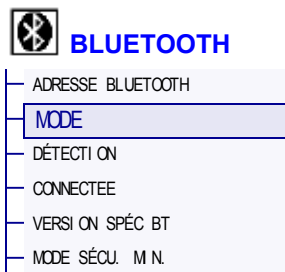 BLUETOOTH
ADRESSE BLUETOOTH
MODE
DÉTECTION
CONNECTEE
VERSION SPÉC BT
MODE SÉCU. MIN.